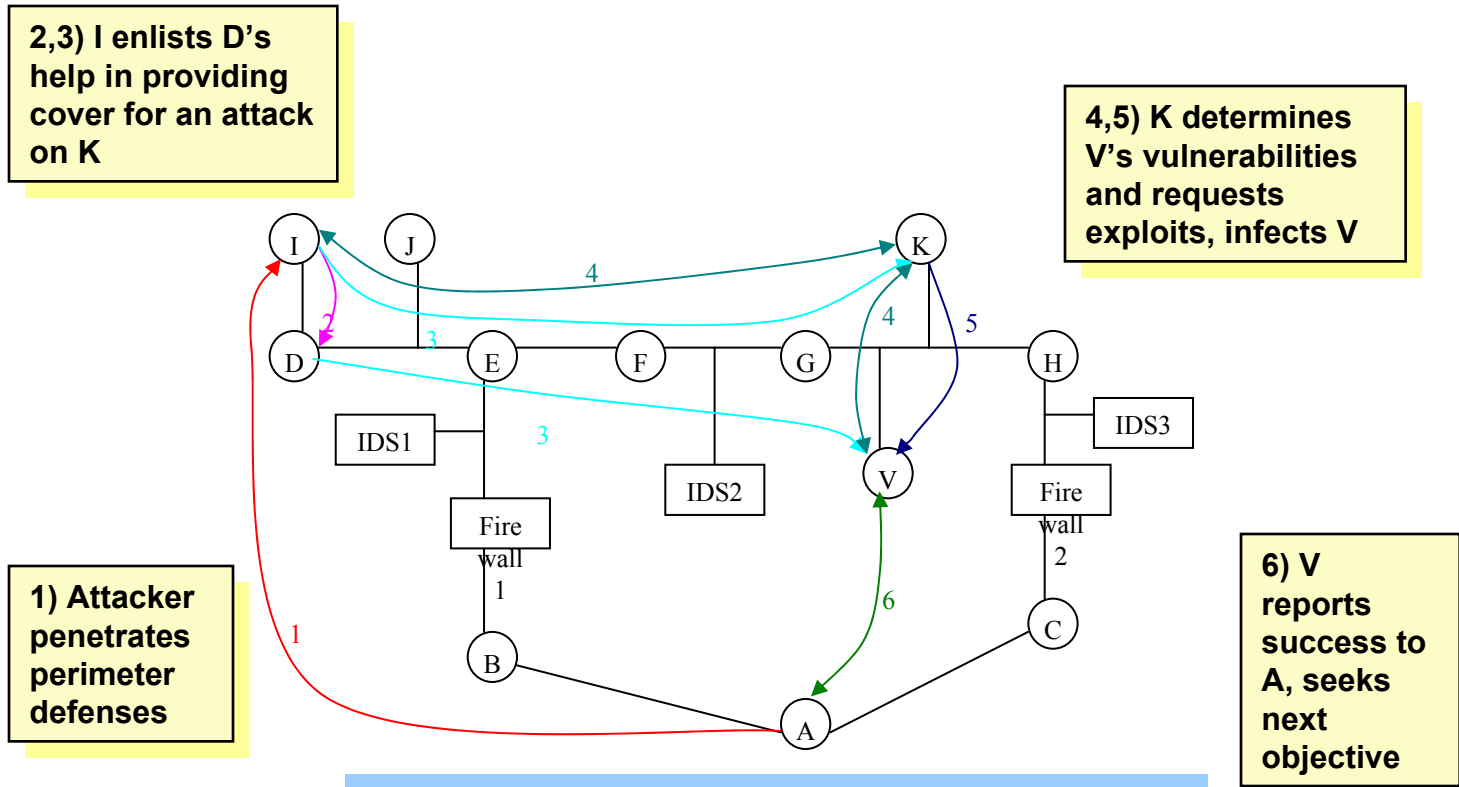 2,3) I enlists D’s
help in providing
cover for an attack
on K
4,5) K determines
V’s vulnerabilities
and requests
exploits, infects V
I
J
K
4
2
3
4
5
D
E
F
G
H
IDS1
3
IDS2
V
IDS3
Fire
wall
1
Fire
wall
2
1) Attacker
penetrates
perimeter
defenses
1
6
B
C
A
6) V
reports
success to
A, seeks
next
objective